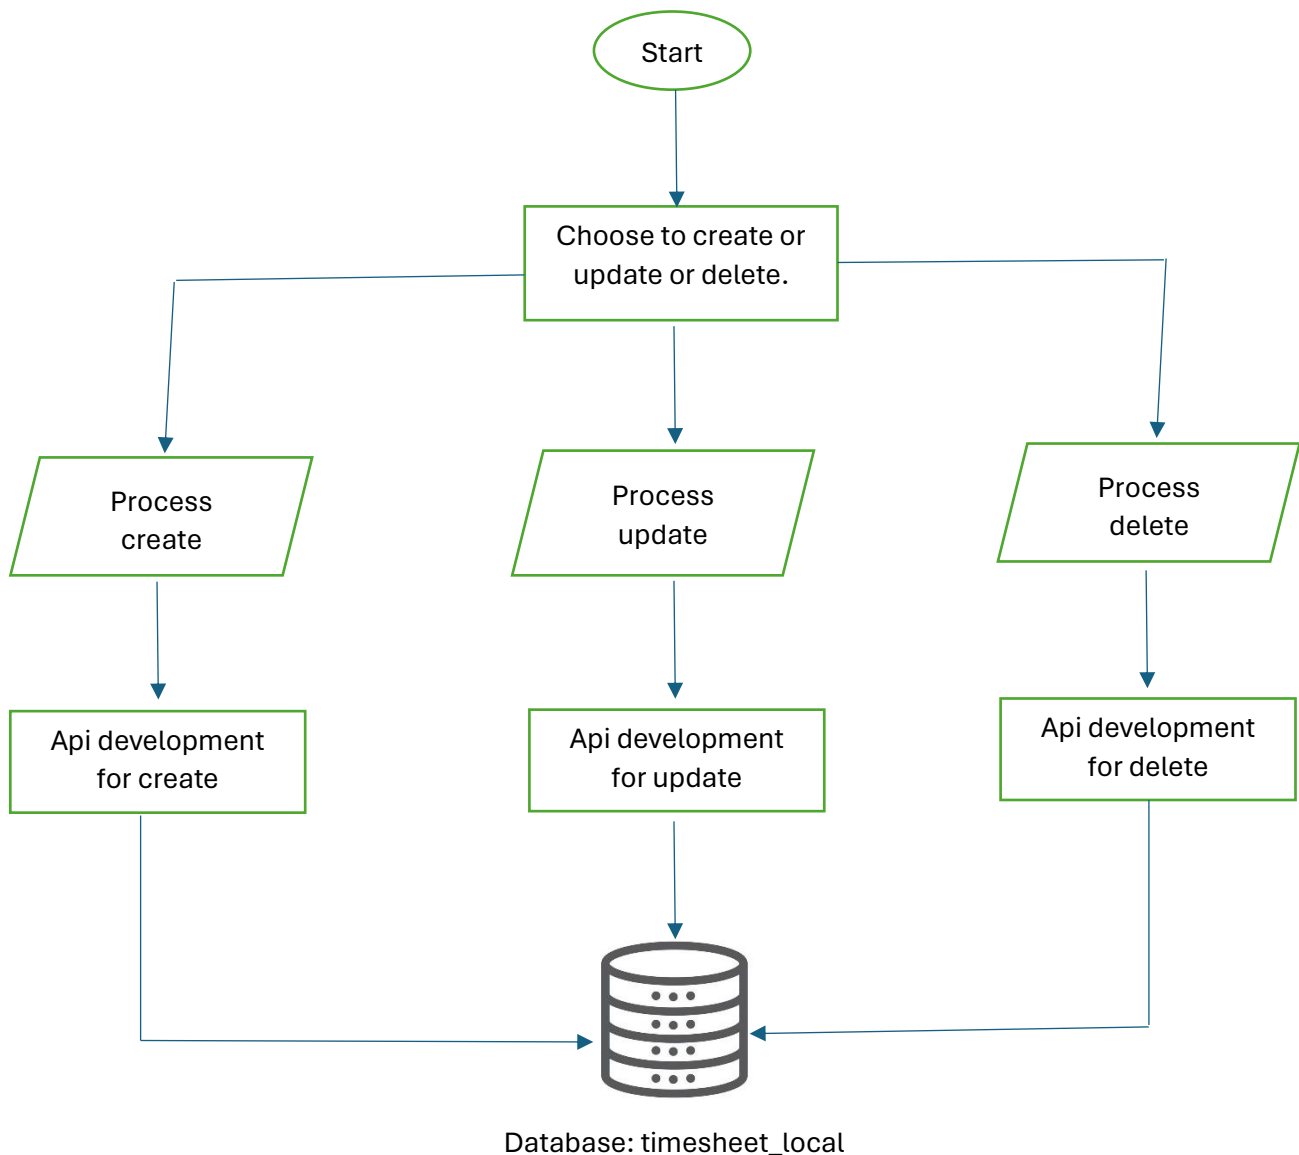 Start
Choose to create or
update or delete.
Process
create
Process
update
Process
delete
Api development
for create
Api development
for update
Api development
for delete
Database: timesheet_local